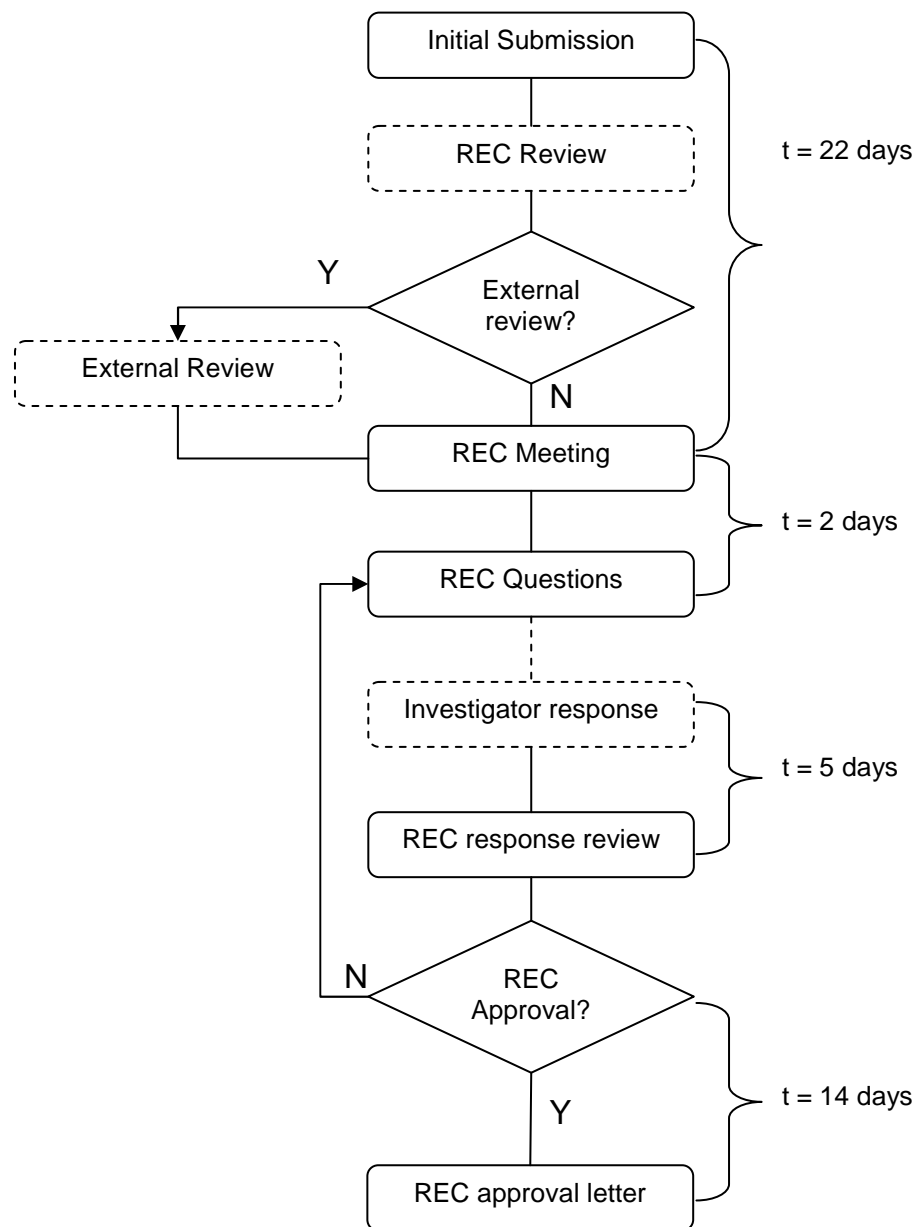 Initial Submission
t = 22 days
REC Review
Y
External
review?
External Review
N
REC Meeting
t = 2 days
REC Questions
Investigator response
t = 5 days
REC response review
N
REC
Approval?
t = 14 days
Y
REC approval letter